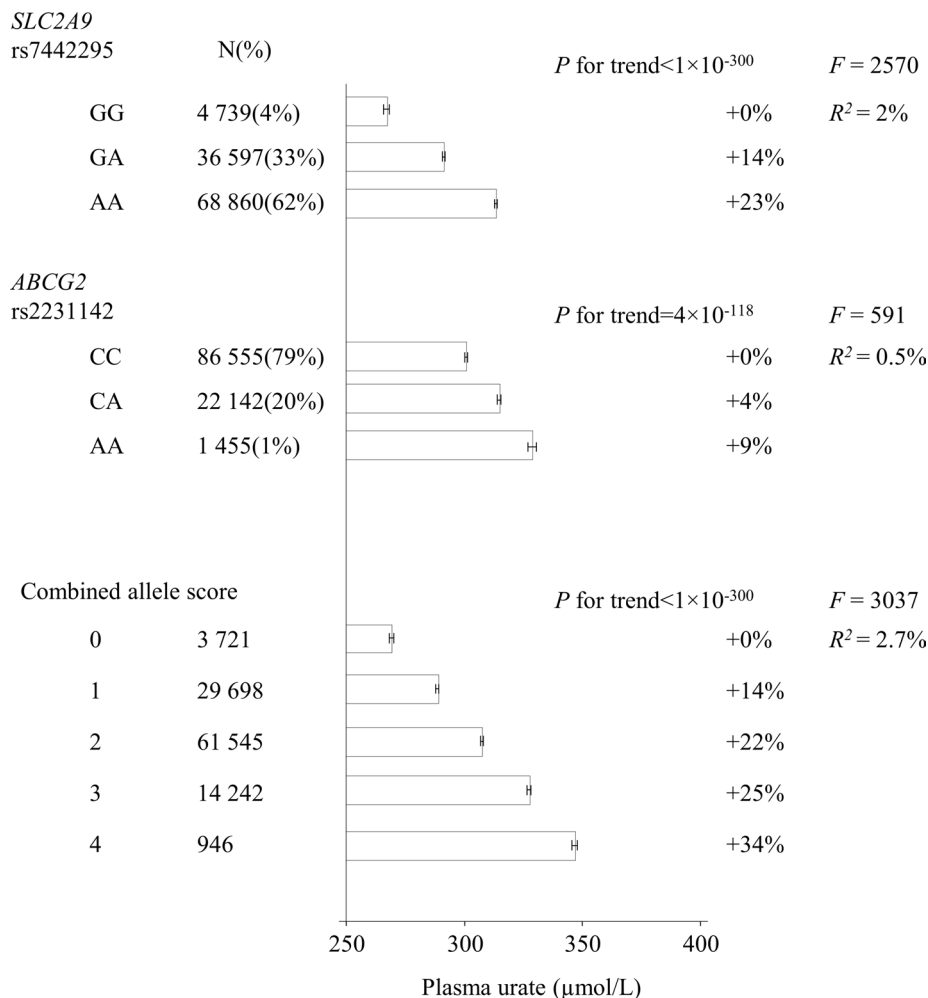 SLC2A9
rs7442295 N(%)
P for trend<1×10⁻³⁰⁰ F = 2570
GG 4 739(4%) +0% R² = 2%
GA 36 597(33%) +14%
AA 68 860(62%) +23%
ABCG2
rs2231142
P for trend=4×10⁻¹¹⁸ F = 591
CC 86 555(79%) +0% R² = 0.5%
CA 22 142(20%) +4%
AA 1 455(1%) +9%
Combined allele score
P for trend<1×10⁻³⁰⁰ F = 3037
0 3 721 +0% R² = 2.7%
1 29 698 +14%
2 61 545 +22%
3 14 242 +25%
4 946 +34%
250 300 350 400
Plasma urate (µmol/L)